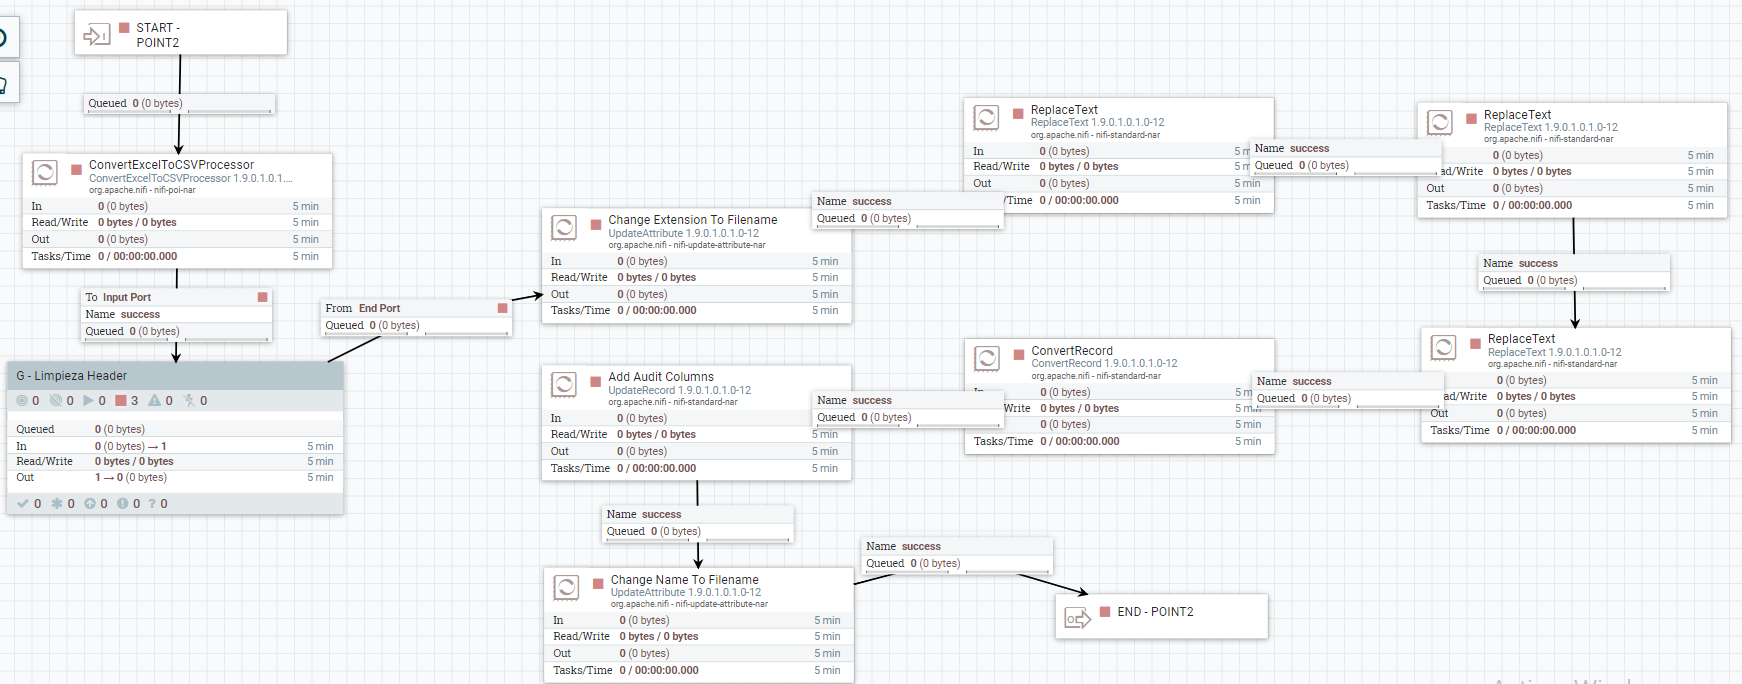 START -
POINT2
Queued 0 (0 bytes)
ConvertExcelToCSVProcessor
ConvertExcelToCSVProcessor 1.9.0.1.0.1....
org.apache.nifi - nifi-poi-nar
In 0 (0 bytes) 5 min
Read/Write 0 bytes / 0 bytes 5 min
Out 0 (0 bytes) 5 min
Tasks/Time 0 / 00:00:00.000 5 min
To Input Port
Name success
Queued 0 (0 bytes)
G - Limpieza Header
0 0 0 3 0 0
Queued 0 (0 bytes)
In 0 (0 bytes) → 1 5 min
Read/Write 0 bytes / 0 bytes 5 min
Out 1 → 0 (0 bytes) 5 min
0 0 0 0 ? 0
From End Port
Queued 0 (0 bytes)
Change Extension To Filename
UpdateAttribute 1.9.0.1.0.1.0-12
org.apache.nifi - nifi-update-attribute-nar
In 0 (0 bytes) 5 min
Read/Write 0 bytes / 0 bytes 5 min
Out 0 (0 bytes) 5 min
Tasks/Time 0 / 00:00:00.000 5 min
Name success
Queued 0 (0 bytes)
ReplaceText
ReplaceText 1.9.0.1.0.1.0-12
org.apache.nifi - nifi-standard-nar
In 0 (0 bytes) 5 m
Read/Write 0 bytes / 0 bytes 5 m
Out 0 (0 bytes) 5 min
/Time 0 / 00:00:00.000 5 min
Name success
Queued 0 (0 bytes)
ReplaceText
ReplaceText 1.9.0.1.0.1.0-12
org.apache.nifi - nifi-standard-nar
0 (0 bytes) 5 min
ad/Write 0 bytes / 0 bytes 5 min
Out 0 (0 bytes) 5 min
Tasks/Time 0 / 00:00:00.000 5 min
Name success
Queued 0 (0 bytes)
ReplaceText
ReplaceText 1.9.0.1.0.1.0-12
org.apache.nifi - nifi-standard-nar
0 (0 bytes) 5 min
ad/Write 0 bytes / 0 bytes 5 min
Out 0 (0 bytes) 5 min
Tasks/Time 0 / 00:00:00.000 5 min
Name success
Queued 0 (0 bytes)
ConvertRecord
ConvertRecord 1.9.0.1.0.1.0-12
org.apache.nifi - nifi-standard-nar
In 0 (0 bytes) 5 m
Write 0 bytes / 0 bytes 5 min
0 (0 bytes) 5 min
Tasks/Time 0 / 00:00:00.000 5 min
Name success
Queued 0 (0 bytes)
Add Audit Columns
UpdateRecord 1.9.0.1.0.1.0-12
org.apache.nifi - nifi-standard-nar
In 0 (0 bytes) 5 min
Read/Write 0 bytes / 0 bytes 5 min
Out 0 (0 bytes) 5 min
Tasks/Time 0 / 00:00:00.000 5 min
Name success
Queued 0 (0 bytes)
Change Name To Filename
UpdateAttribute 1.9.0.1.0.1.0-12
org.apache.nifi - nifi-update-attribute-nar
In 0 (0 bytes) 5 min
Read/Write 0 bytes / 0 bytes 5 min
Out 0 (0 bytes) 5 min
Tasks/Time 0 / 00:00:00.000 5 min
Name success
Queued 0 (0 bytes)
END - POINT2